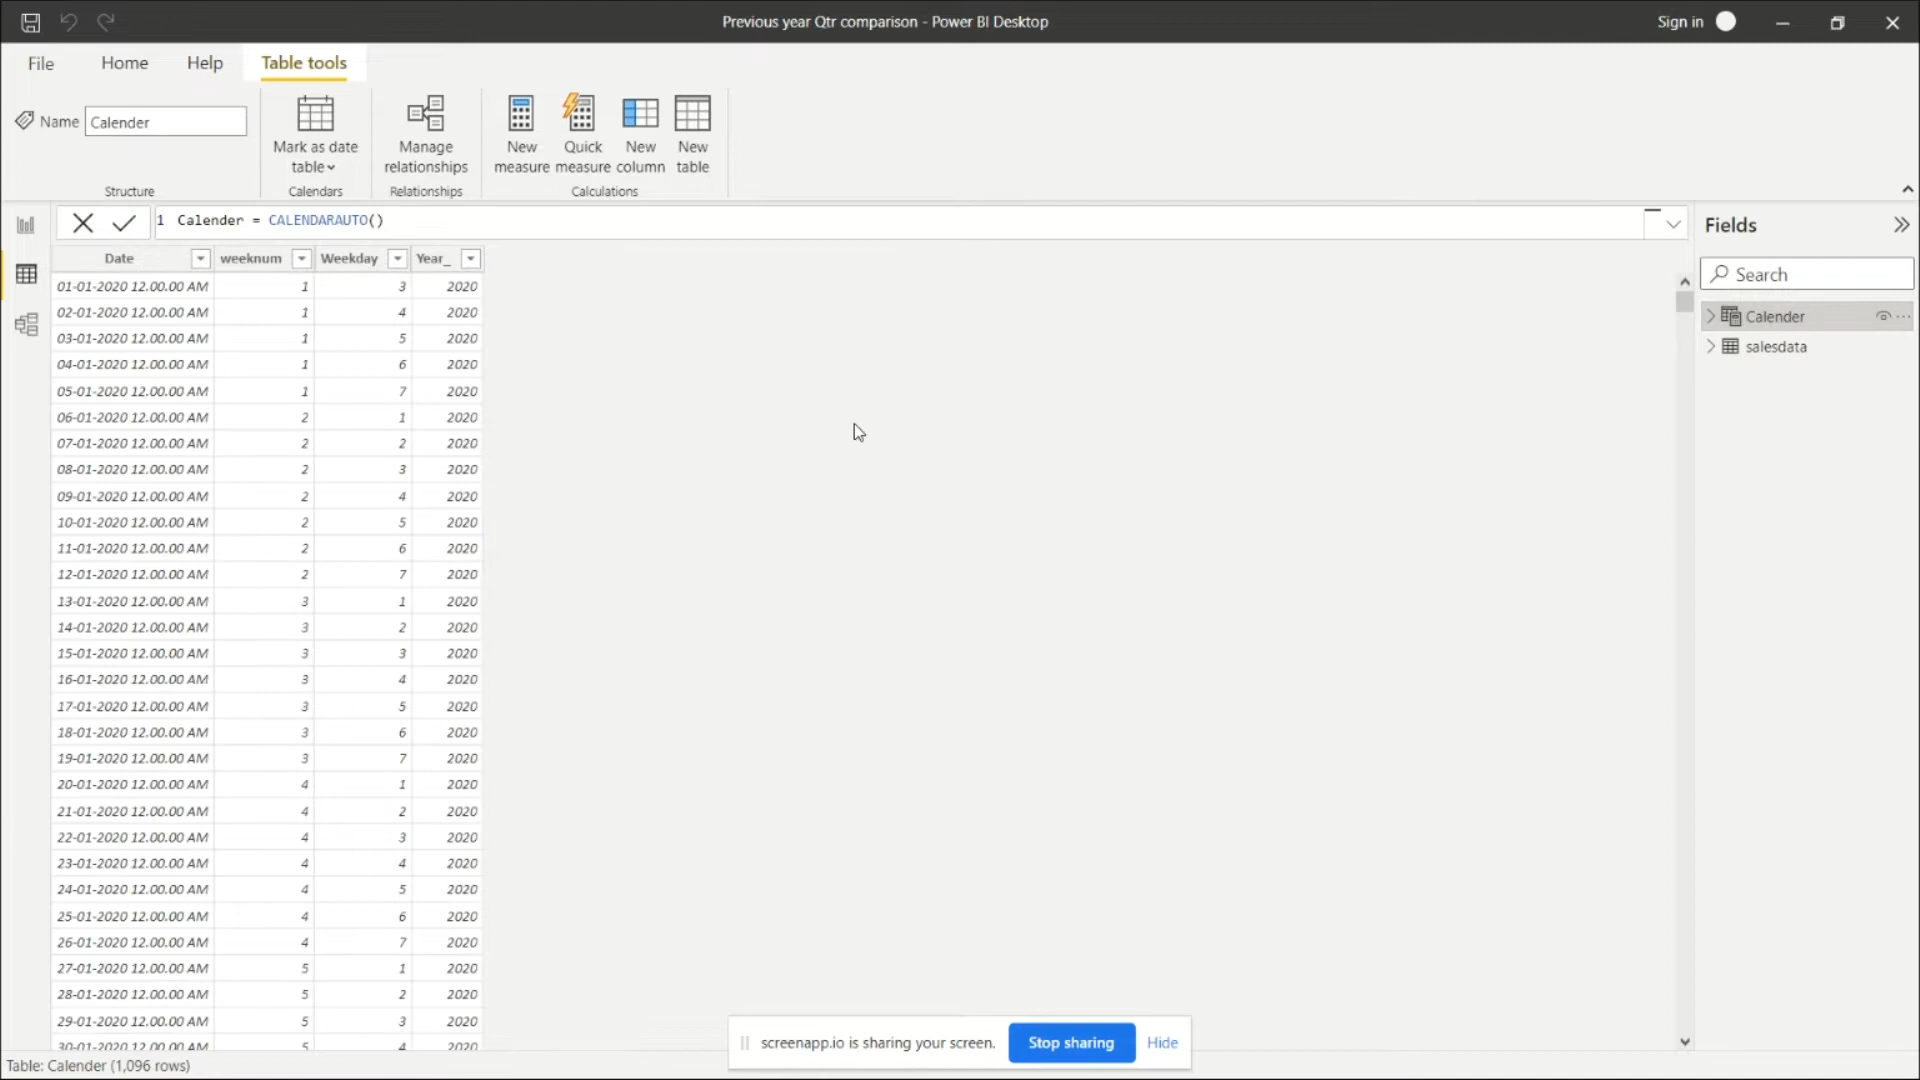 Previous year Qtr comparison - Power BI Desktop
Sign in
File Home Help Table tools
Name Calender
Mark as date table
Manage relationships
New measure
Quick measure
New column
New table
Structure Calendars Relationships Calculations
1 Calender = CALENDARAUTO()
Fields
Search
Calender
salesdata
Date weeknum Weekday Year_
01-01-2020 12.00.00 AM 1 3 2020
02-01-2020 12.00.00 AM 1 4 2020
03-01-2020 12.00.00 AM 1 5 2020
04-01-2020 12.00.00 AM 1 6 2020
05-01-2020 12.00.00 AM 1 7 2020
06-01-2020 12.00.00 AM 2 1 2020
07-01-2020 12.00.00 AM 2 2 2020
08-01-2020 12.00.00 AM 2 3 2020
09-01-2020 12.00.00 AM 2 4 2020
10-01-2020 12.00.00 AM 2 5 2020
11-01-2020 12.00.00 AM 2 6 2020
12-01-2020 12.00.00 AM 2 7 2020
13-01-2020 12.00.00 AM 3 1 2020
14-01-2020 12.00.00 AM 3 2 2020
15-01-2020 12.00.00 AM 3 3 2020
16-01-2020 12.00.00 AM 3 4 2020
17-01-2020 12.00.00 AM 3 5 2020
18-01-2020 12.00.00 AM 3 6 2020
19-01-2020 12.00.00 AM 3 7 2020
20-01-2020 12.00.00 AM 4 1 2020
21-01-2020 12.00.00 AM 4 2 2020
22-01-2020 12.00.00 AM 4 3 2020
23-01-2020 12.00.00 AM 4 4 2020
24-01-2020 12.00.00 AM 4 5 2020
25-01-2020 12.00.00 AM 4 6 2020
26-01-2020 12.00.00 AM 4 7 2020
27-01-2020 12.00.00 AM 5 1 2020
28-01-2020 12.00.00 AM 5 2 2020
29-01-2020 12.00.00 AM 5 3 2020
30-01-2020 12.00.00 AM 5 4 2020
screenapp.io is sharing your screen. Stop sharing Hide
Table: Calender (1,096 rows)